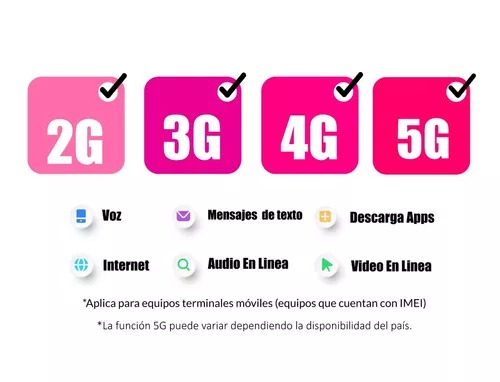 2G 3G 4G 5G
Voz Mensajes de texto Descarga Apps
Internet Audio En Linea Video En Linea
*Aplica para equipos terminales móviles (equipos que cuentan con IMEI)
*La función 5G puede variar dependiendo la disponibilidad del país.